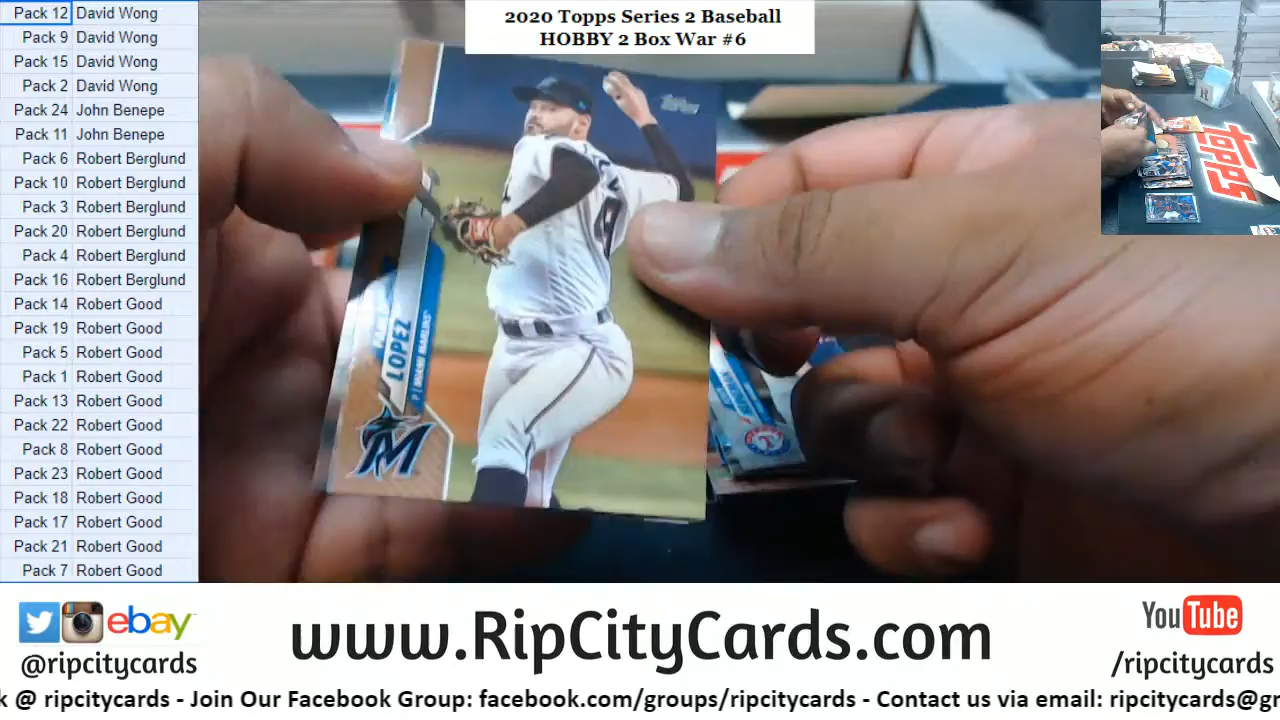 Pack 12 David Wong
Pack 9 David Wong
Pack 15 David Wong
Pack 2 David Wong
Pack 24 John Benepe
Pack 11 John Benepe
Pack 6 Robert Berglund
Pack 10 Robert Berglund
Pack 3 Robert Berglund
Pack 20 Robert Berglund
Pack 4 Robert Berglund
Pack 16 Robert Berglund
Pack 14 Robert Good
Pack 19 Robert Good
Pack 5 Robert Good
Pack 1 Robert Good
Pack 13 Robert Good
Pack 22 Robert Good
Pack 8 Robert Good
Pack 23 Robert Good
Pack 18 Robert Good
Pack 17 Robert Good
Pack 21 Robert Good
Pack 7 Robert Good
2020 Topps Series 2 Baseball
HOBBY 2 Box War #6
Topps
LOPEZ
P | MIAMI MARLINS
M
T
Topps
ebay
@ripcitycards
www.RipCityCards.com
YouTube
/ripcitycards
k @ ripcitycards - Join Our Facebook Group: facebook.com/groups/ripcitycards - Contact us via email: ripcitycards@g